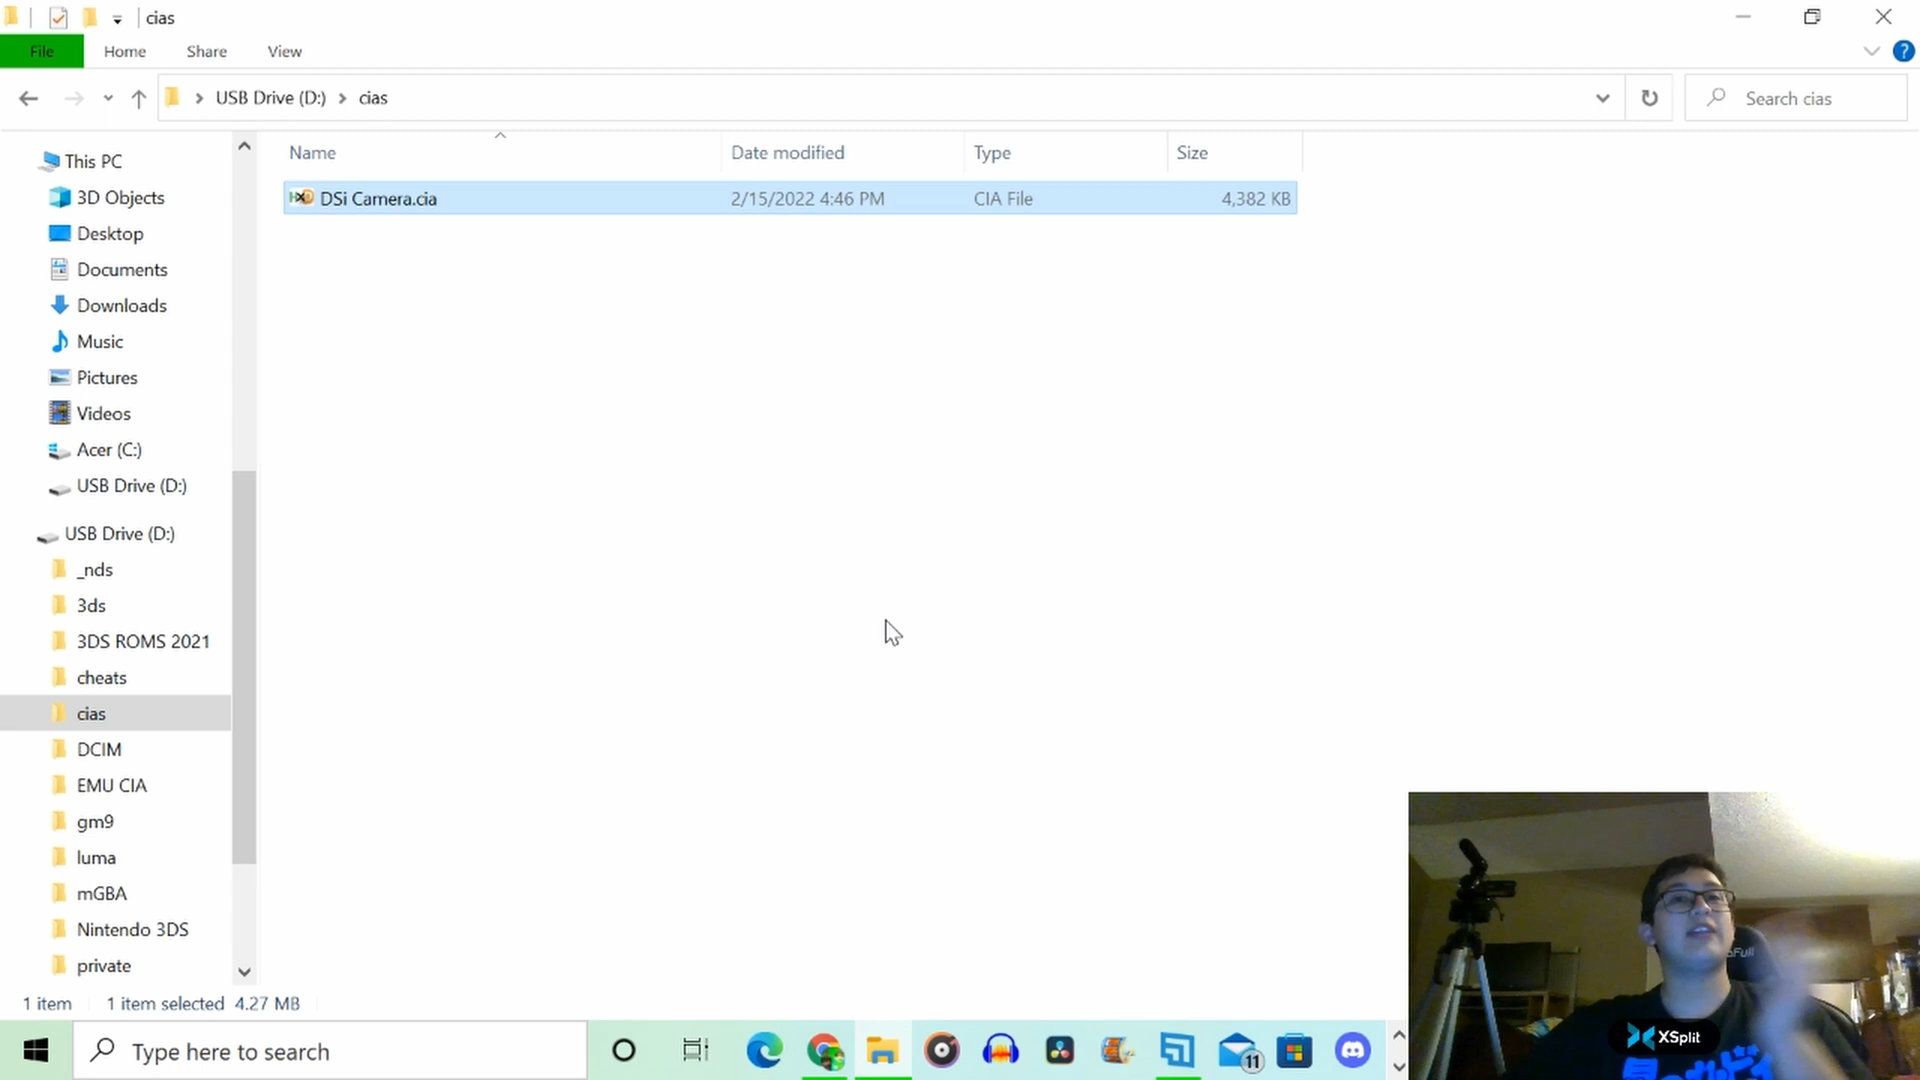 cias
File Home Share View
USB Drive (D:) cias
Search cias
Name Date modified Type Size
DSi Camera.cia 2/15/2022 4:46 PM CIA File 4,382 KB
This PC
3D Objects
Desktop
Documents
Downloads
Music
Pictures
Videos
Acer (C:)
USB Drive (D:)
USB Drive (D:)
_nds
3ds
3DS ROMS 2021
cheats
cias
DCIM
EMU CIA
gm9
luma
mGBA
Nintendo 3DS
private
1 item 1 item selected 4.27 MB
Type here to search
11
XSplit